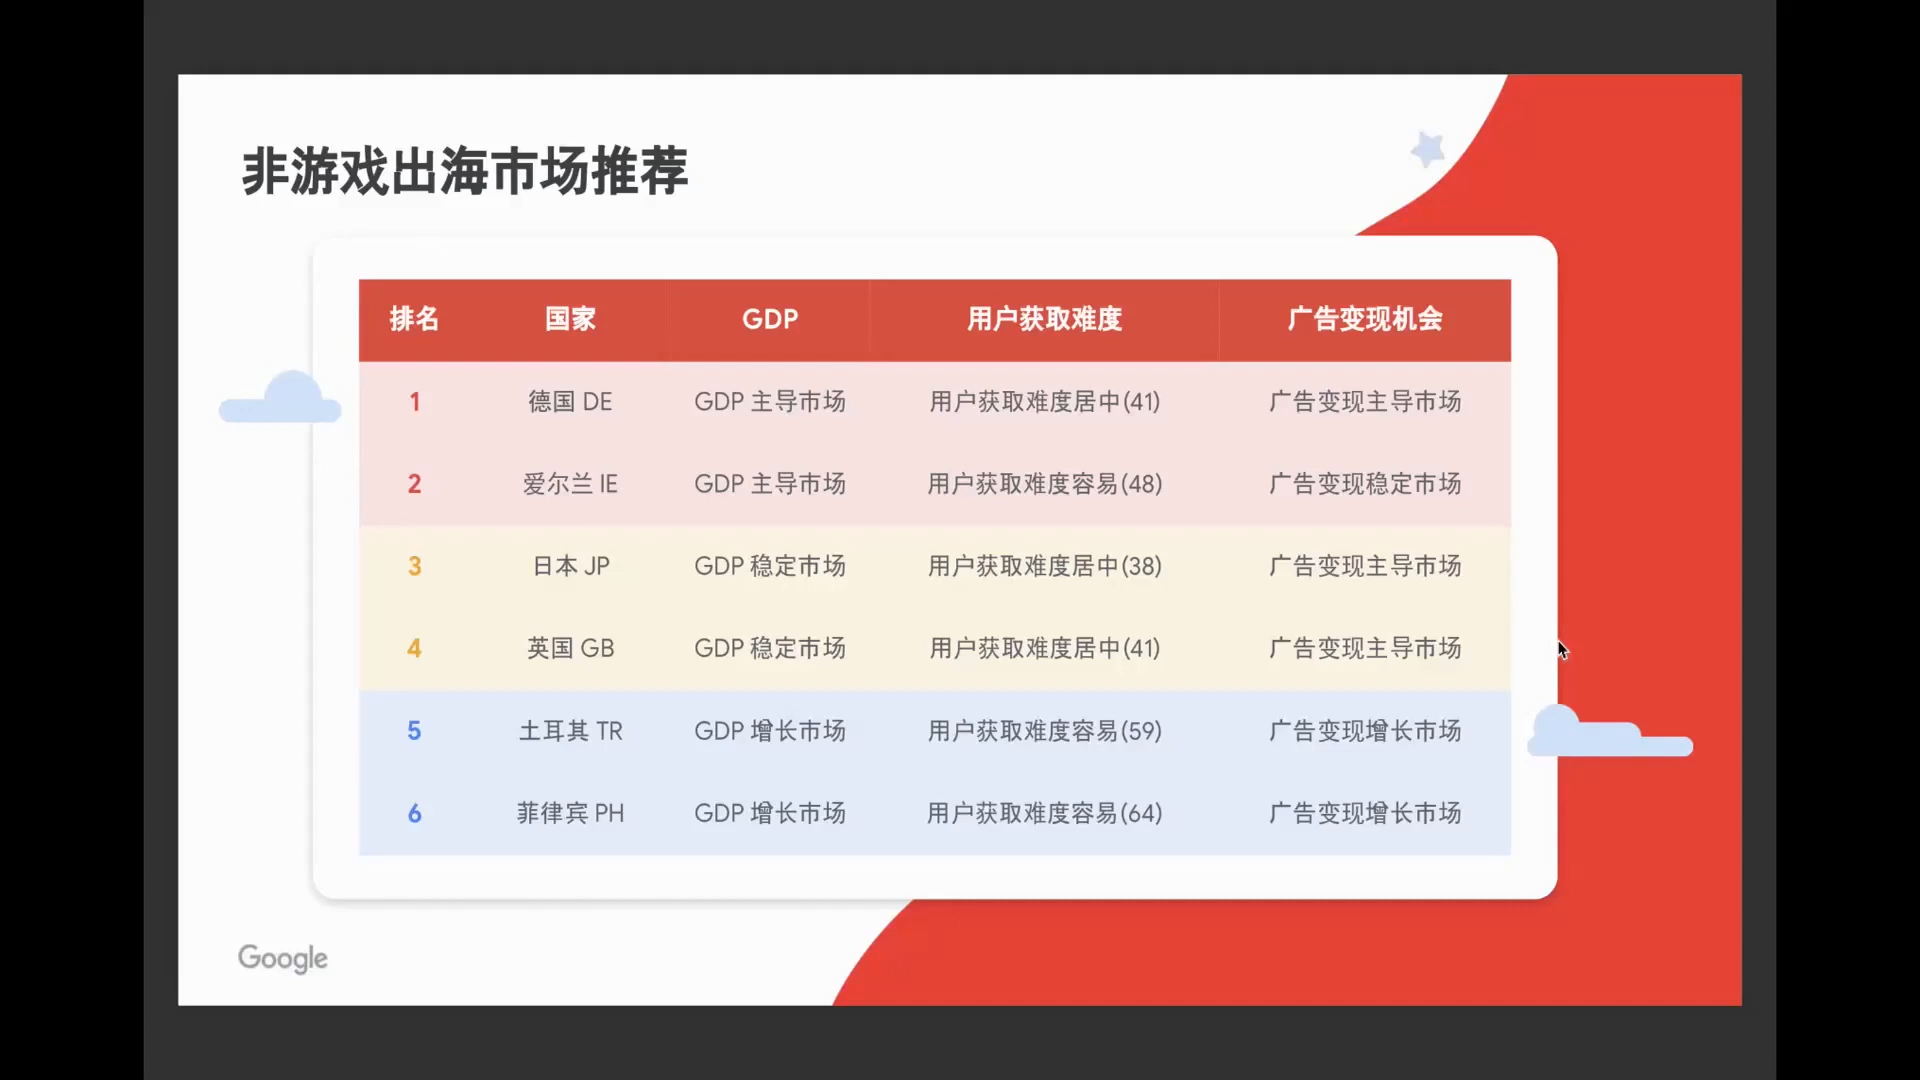 非游戏出海市场推荐
排名 国家 GDP 用户获取难度 广告变现机会
1 德国 DE GDP 主导市场 用户获取难度居中(41) 广告变现主导市场
2 爱尔兰 IE GDP 主导市场 用户获取难度容易(48) 广告变现稳定市场
3 日本 JP GDP 稳定市场 用户获取难度居中(38) 广告变现主导市场
4 英国 GB GDP 稳定市场 用户获取难度居中(41) 广告变现主导市场
5 土耳其 TR GDP 增长市场 用户获取难度容易(59) 广告变现增长市场
6 菲律宾 PH GDP 增长市场 用户获取难度容易(64) 广告变现增长市场
Google